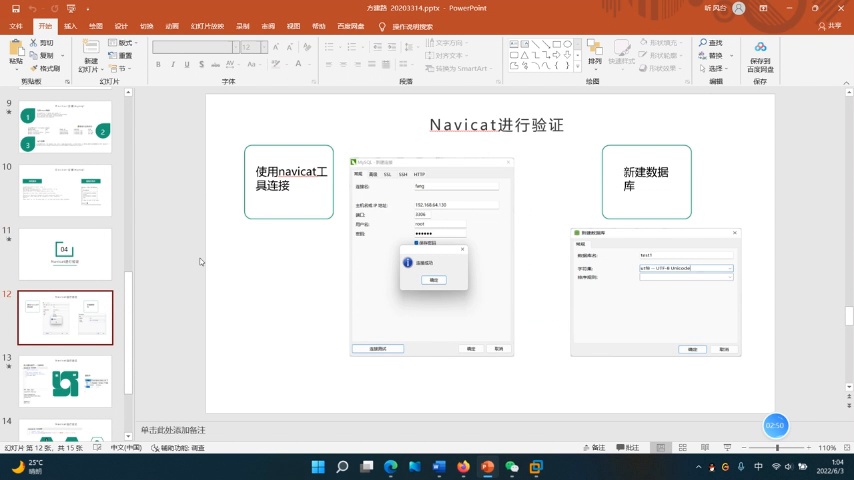 方建路 20203314.pptx
听风台
文件 开始 插入 绘图 设计 切换 动画 幻灯片放映 录制 审阅 视图 帮助 百度网盘 操作说明搜索 共享
粘贴 剪切 复制 格式刷 剪贴板
新建幻灯片 版式 重置 节 幻灯片
12
字体
文字方向 对齐文本 转换为 SmartArt 段落
排列 快速样式 形状填充 形状轮廓 形状效果 绘图
查找 替换 选择 编辑
保存到百度网盘 保存
9
10
11
04
12
13
14
Navicat进行验证
使用navicat工
具连接
新建数据
库
MySQL - 新建连接
常规 高级 SSL SSH HTTP
连接名: fang
主机名或 IP 地址: 192.168.64.130
端口: 3306
用户名: root
密码: ●●●●●●
保存密码
连接成功
确定
连接测试 确定 取消
新建数据库
常规
数据库名: test1
字符集: utf8 -- UTF-8 Unicode
排序规则:
确定 取消
02:50
单击此处添加备注
幻灯片 第 12 张，共 15 张 中文(中国) 辅助功能: 调查 备注 批注 110%
25°C
晴朗
中
1:04
2022/6/3